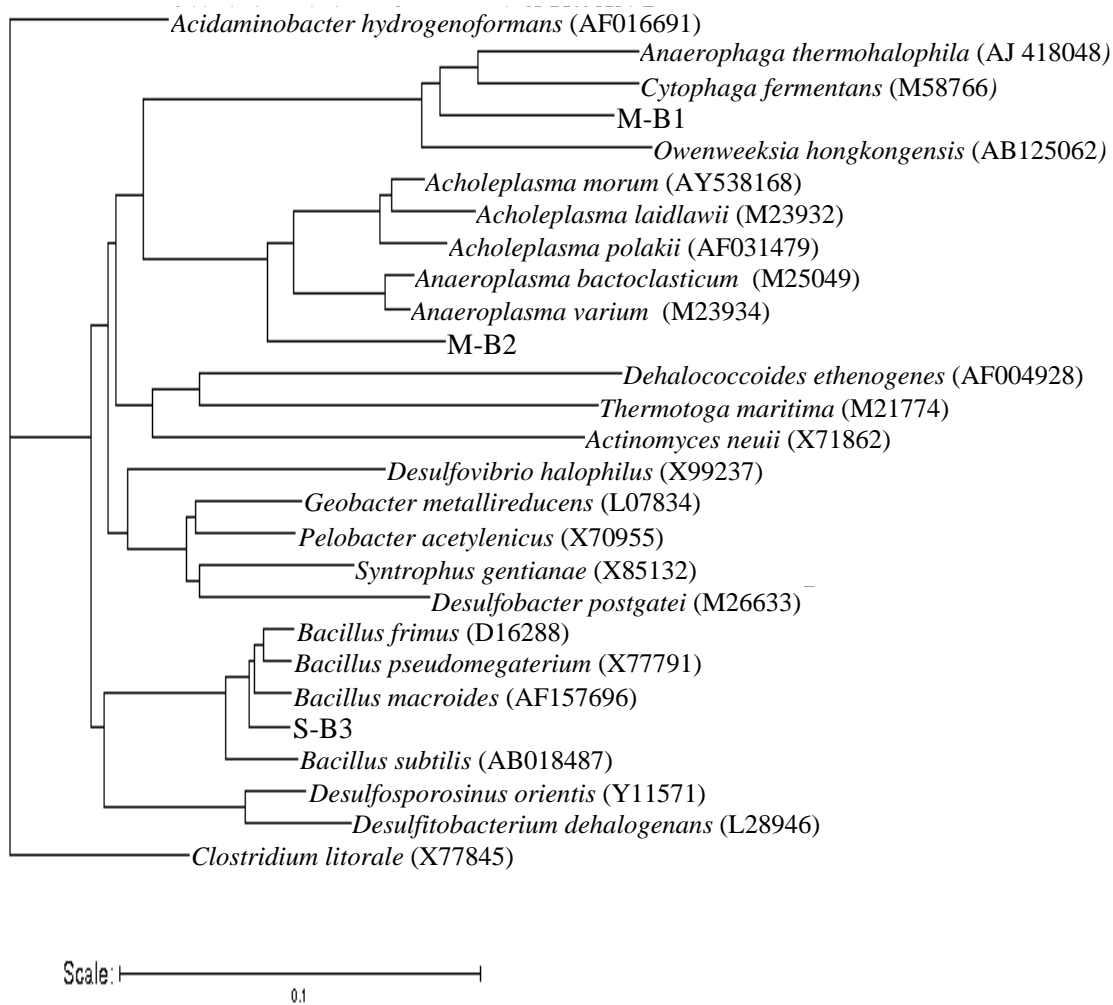 Acidaminobacter hydrogenoformans (AF016691)
Anaerophaga thermohalophila (AJ 418048)
Cytophaga fermentans (M58766)
M-B1
Owenweeksia hongkongensis (AB125062)
Acholeplasma morum (AY538168)
Acholeplasma laidlawii (M23932)
Acholeplasma polakii (AF031479)
Anaeroplasma bactoclasticum (M25049)
Anaeroplasma varium (M23934)
M-B2
Dehalococcoides ethenogenes (AF004928)
Thermotoga maritima (M21774)
Actinomyces neuii (X71862)
Desulfovibrio halophilus (X99237)
Geobacter metallireducens (L07834)
Pelobacter acetylenicus (X70955)
Syntrophus gentianae (X85132)
Desulfobacter postgatei (M26633)
Bacillus frimus (D16288)
Bacillus pseudomegaterium (X77791)
Bacillus macroides (AF157696)
S-B3
Bacillus subtilis (AB018487)
Desulfosporosinus orientis (Y11571)
Desulfitobacterium dehalogenans (L28946)
Clostridium litorale (X77845)
Scale:
0.1